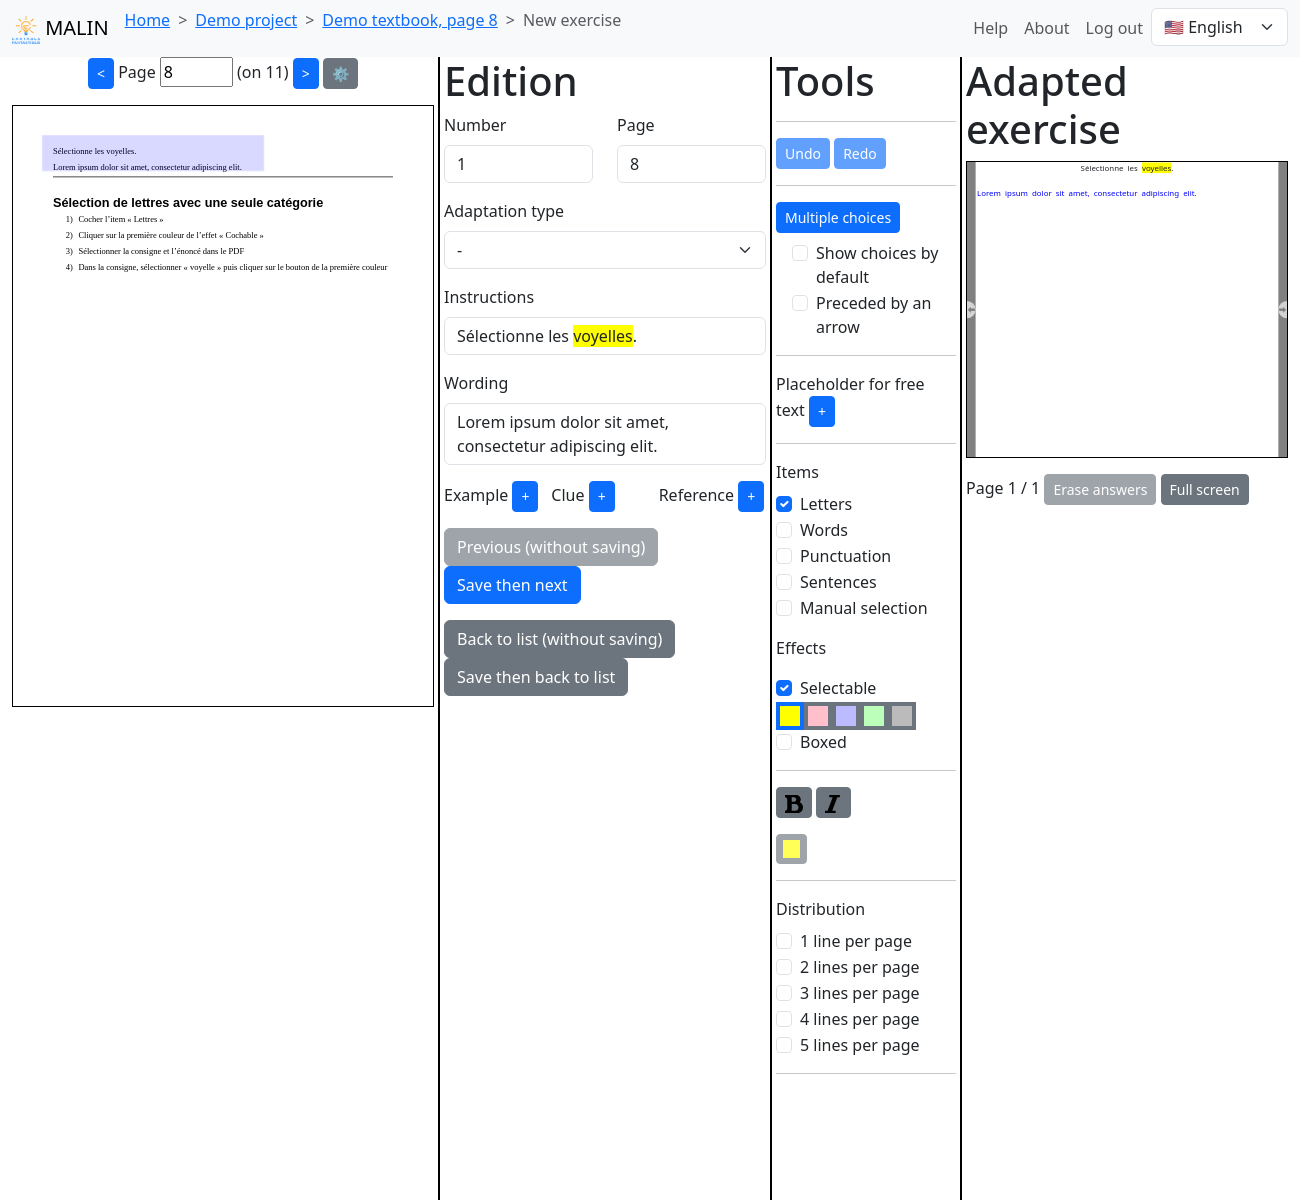 MALIN
Home > Demo project > Demo textbook, page 8 > New exercise
Help About Log out 🇺🇸 English
< Page 8 (on 11) > ⚙️
Sélectionne les voyelles.
Lorem ipsum dolor sit amet, consectetur adipiscing elit.
Sélection de lettres avec une seule catégorie
1) Cocher l'item « Lettres »
2) Cliquer sur la première couleur de l'effet « Cochable »
3) Sélectionner la consigne et l'énoncé dans le PDF
4) Dans la consigne, sélectionner « voyelle » puis cliquer sur le bouton de la première couleur
Edition
Number Page
1 8
Adaptation type
-
Instructions
Sélectionne les voyelles.
Wording
Lorem ipsum dolor sit amet,
consectetur adipiscing elit.
Example + Clue + Reference +
Previous (without saving)
Save then next
Back to list (without saving)
Save then back to list
Tools
Undo Redo
Multiple choices
Show choices by
default
Preceded by an
arrow
Placeholder for free
text +
Items
Letters
Words
Punctuation
Sentences
Manual selection
Effects
Selectable
Boxed
B I
Distribution
1 line per page
2 lines per page
3 lines per page
4 lines per page
5 lines per page
Adapted
exercise
Sélectionne les voyelles.
Lorem ipsum dolor sit amet, consectetur adipiscing elit.
Page 1 / 1 Erase answers Full screen